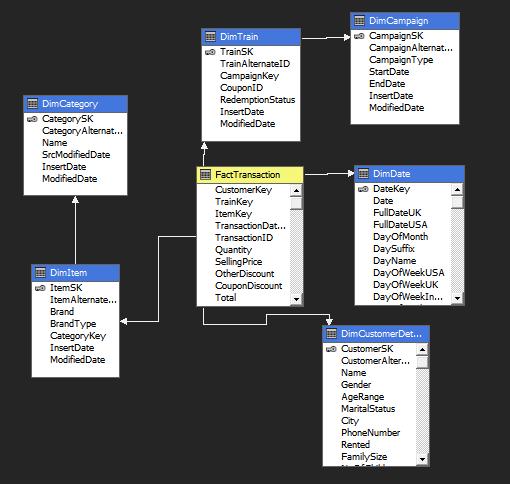 DimTrain
TrainSK
TrainAlternateID
CampaignKey
CouponID
RedemptionStatus
InsertDate
ModifiedDate
DimCampaign
CampaignSK
CampaignAlternat...
CampaignType
StartDate
EndDate
InsertDate
ModifiedDate
DimCategory
CategorySK
CategoryAlternat...
Name
SrcModifiedDate
InsertDate
ModifiedDate
FactTransaction
CustomerKey
TrainKey
ItemKey
TransactionDat...
TransactionID
Quantity
SellingPrice
OtherDiscount
CouponDiscount
Total
DimDate
DateKey
Date
FullDateUK
FullDateUSA
DayOfMonth
DaySuffix
DayName
DayOfWeekUSA
DayOfWeekUK
DayOfWeekIn...
DimItem
ItemSK
ItemAlternate...
Brand
BrandType
CategoryKey
InsertDate
ModifiedDate
DimCustomerDet...
CustomerSK
CustomerAlter...
Name
Gender
AgeRange
MaritalStatus
City
PhoneNumber
Rented
FamilySize